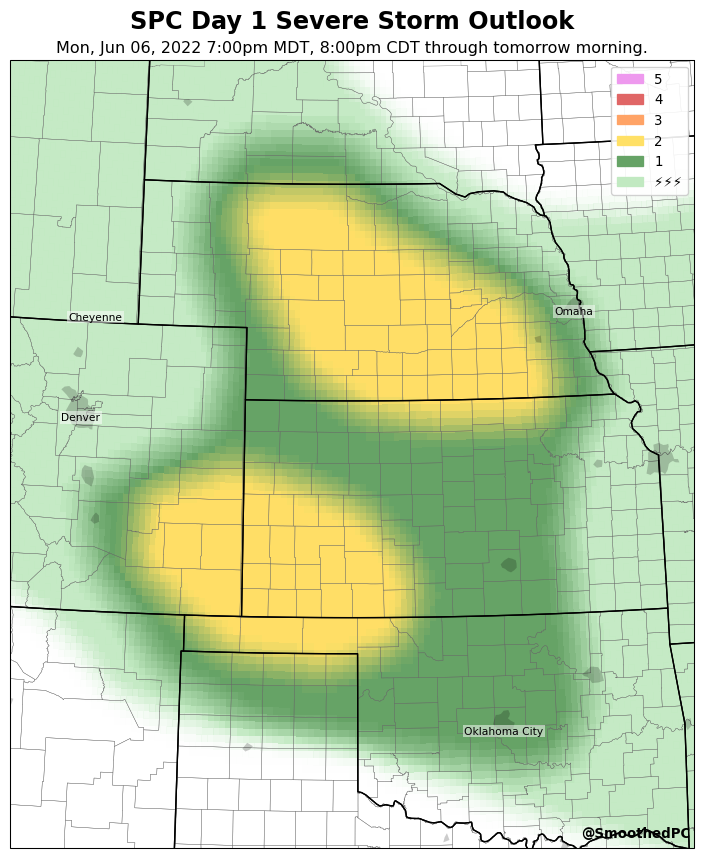 SPC Day 1 Severe Storm Outlook
Mon, Jun 06, 2022 7:00pm MDT, 8:00pm CDT through tomorrow morning.
5
4
3
2
1
⚡⚡⚡
Cheyenne
Omaha
Denver
Oklahoma City
@SmoothedPC